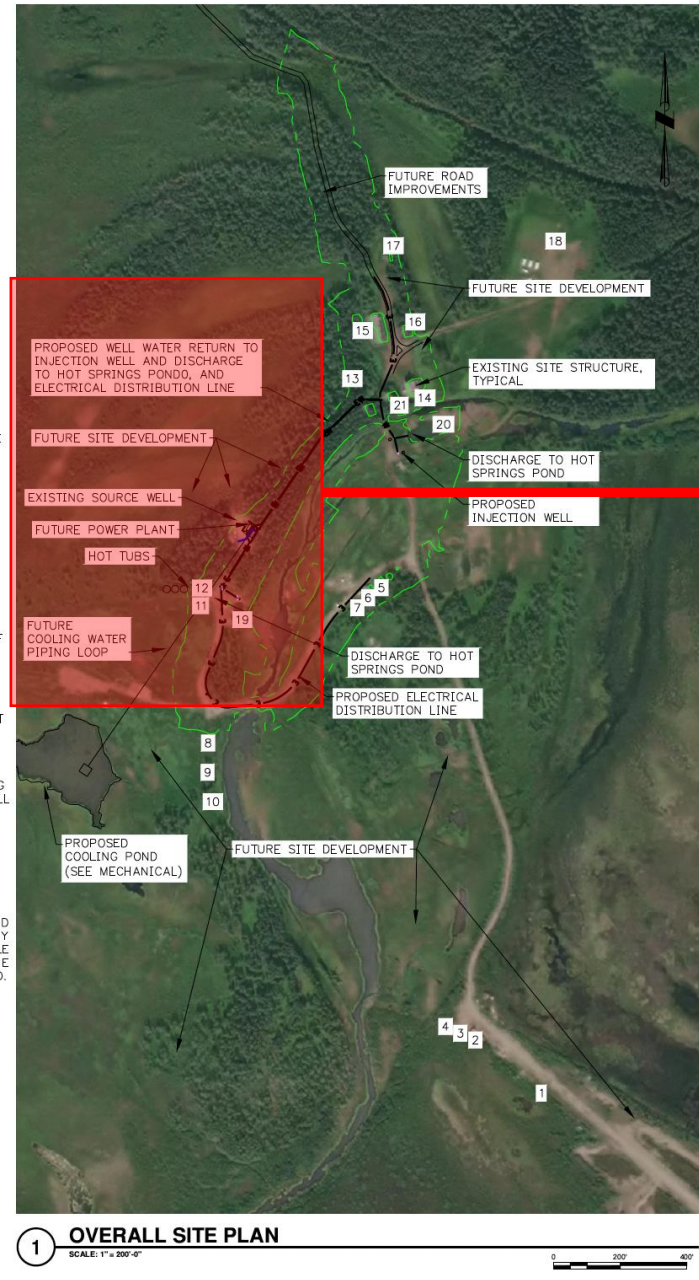 FUTURE ROAD
IMPROVEMENTS
17
18
FUTURE SITE DEVELOPMENT
15
16
PROPOSED WELL WATER RETURN TO
INJECTION WELL AND DISCHARGE
TO HOT SPRINGS PONDO, AND
ELECTRICAL DISTRIBUTION LINE
EXISTING SITE STRUCTURE,
TYPICAL
13
14
21
20
FUTURE SITE DEVELOPMENT
DISCHARGE TO HOT
SPRINGS POND
EXISTING SOURCE WELL
PROPOSED
INJECTION WELL
FUTURE POWER PLANT
HOT TUBS
12
11
5
6
7
19
FUTURE
COOLING WATER
PIPING LOOP
DISCHARGE TO HOT
SPRINGS POND
PROPOSED ELECTRICAL
DISTRIBUTION LINE
8
9
10
PROPOSED
COOLING POND
(SEE MECHANICAL)
FUTURE SITE DEVELOPMENT
4
3
2
1
1
OVERALL SITE PLAN
SCALE: 1" = 200'-0"
0 200' 400'